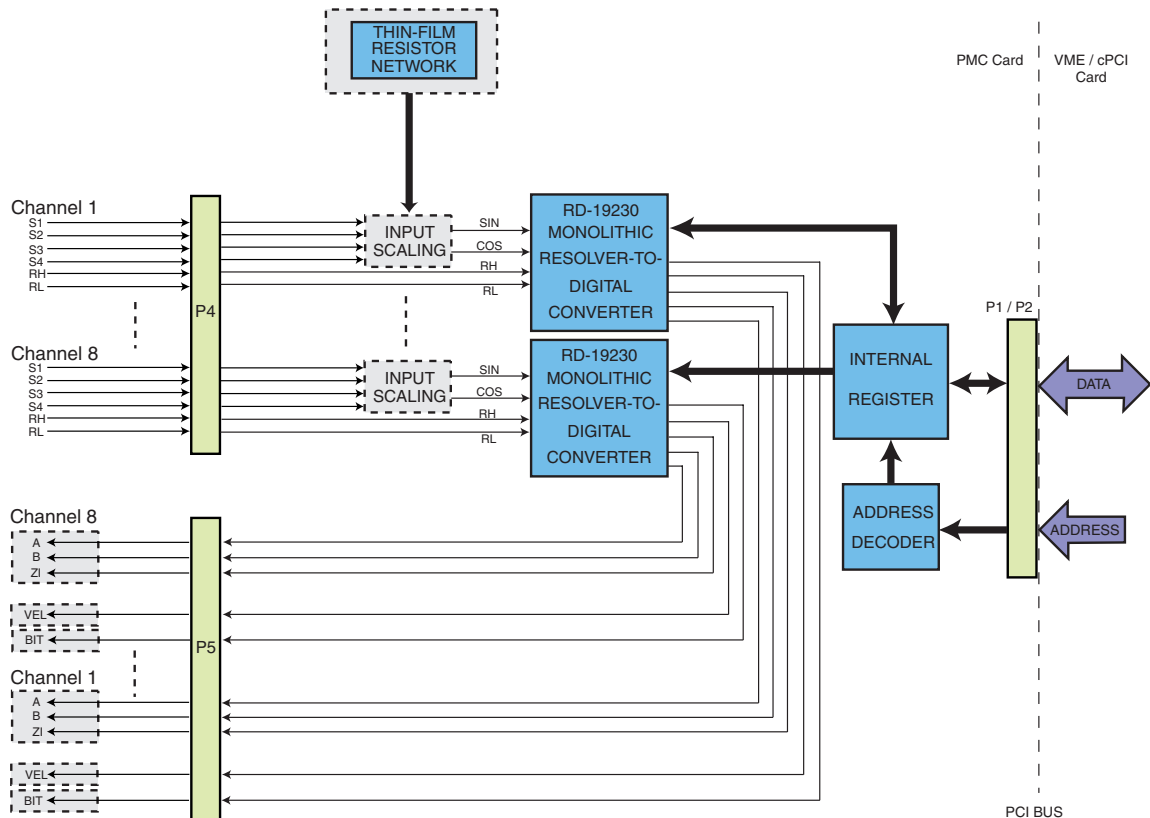 THIN-FILM
RESISTOR
NETWORK
PMC Card
VME / cPCI
Card
Channel 1
S1
S2
S3
S4
RH
RL
P4
INPUT
SCALING
SIN
COS
RH
RL
RD-19230
MONOLITHIC
RESOLVER-TO-
DIGITAL
CONVERTER
Channel 8
S1
S2
S3
S4
RH
RL
INPUT
SCALING
SIN
COS
RH
RL
RD-19230
MONOLITHIC
RESOLVER-TO-
DIGITAL
CONVERTER
INTERNAL
REGISTER
P1 / P2
DATA
ADDRESS
DECODER
ADDRESS
Channel 8
A
B
ZI
VEL
BIT
P5
Channel 1
A
B
ZI
VEL
BIT
PCI BUS